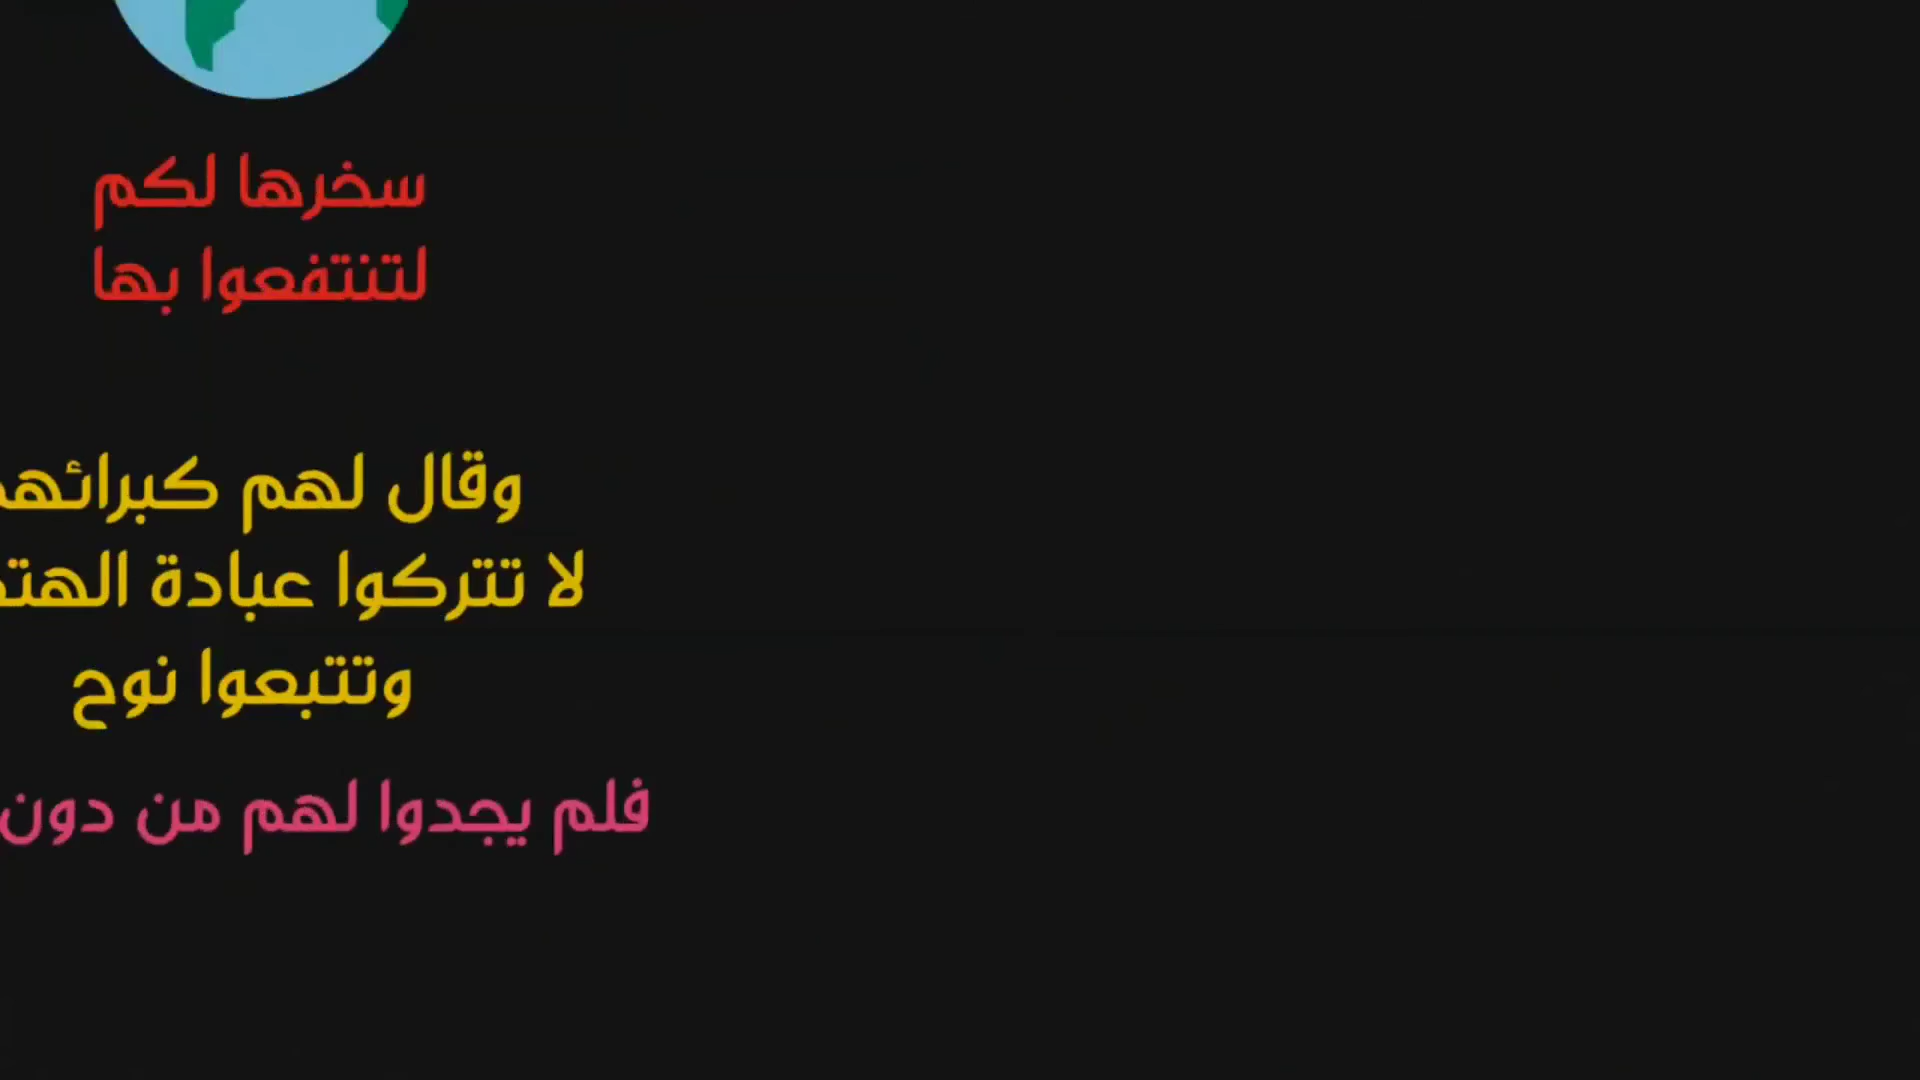 سخرها لكم
لتنتفعوا بها
وقال لهم
لا تتركوا عبادة
وتتبعوا نوح
فلم يجدوا لهم من دون